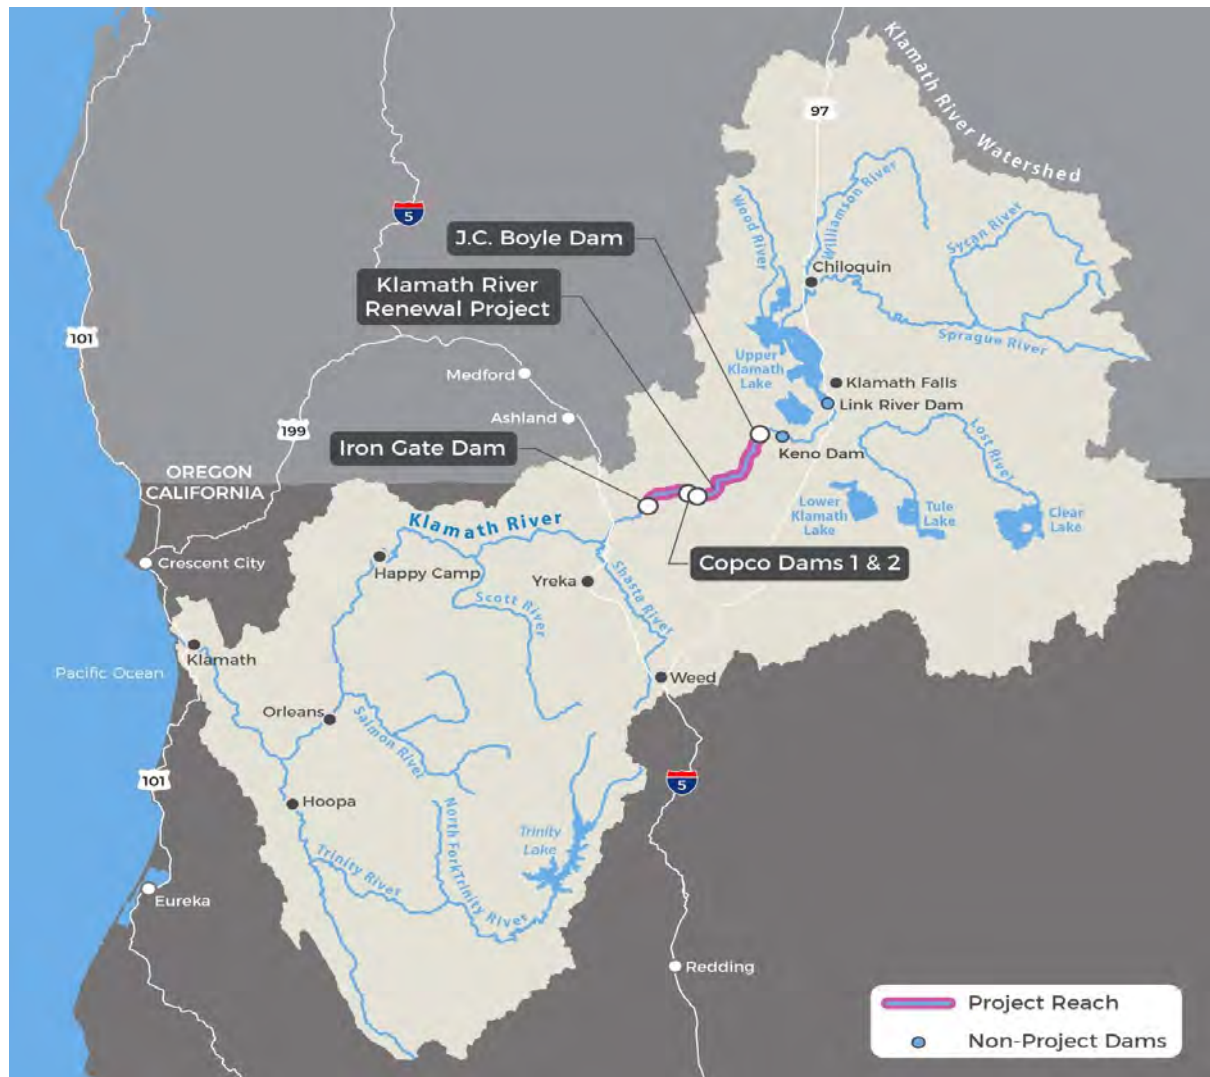 Klamath River Watershed
97
5
Wood River
Williamson River
Sycan River
J.C. Boyle Dam
Chiloquin
Klamath River
Renewal Project
101
Sprague River
Upper
Klamath
Lake
Medford
Klamath Falls
Link River Dam
Ashland
199
Iron Gate Dam
Keno Dam
Lost River
OREGON
CALIFORNIA
Lower
Klamath
Lake
Tule
Lake
Clear
Lake
Klamath River
Copco Dams 1 & 2
Crescent City
Happy Camp
Yreka
Shasta River
Scott River
Klamath
Pacific Ocean
Weed
Orleans
Salmon River
101
5
Hoopa
North Fork Trinity River
Trinity
Lake
Trinity River
Eureka
Redding
Project Reach
Non-Project Dams